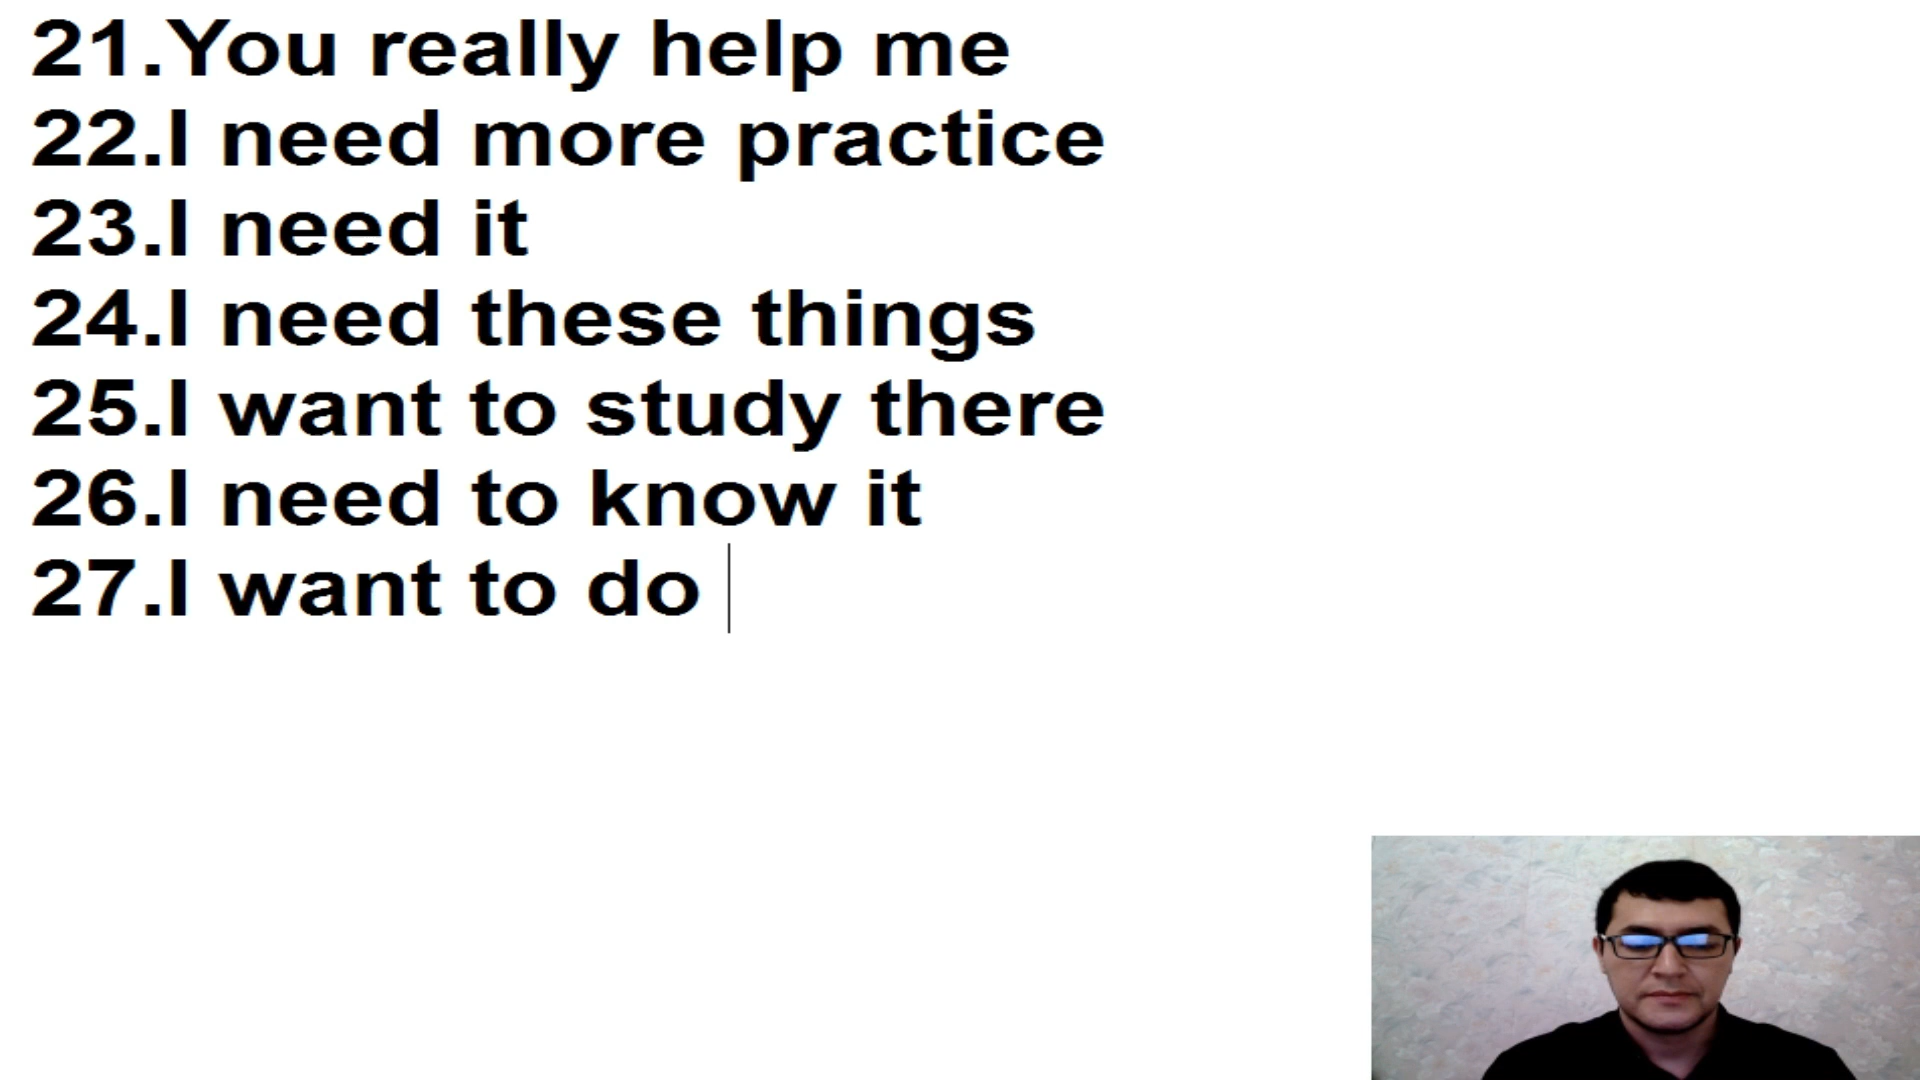 21.You really help me
22.I need more practice
23.I need it
24.I need these things
25.I want to study there
26.I need to know it
27.I want to do